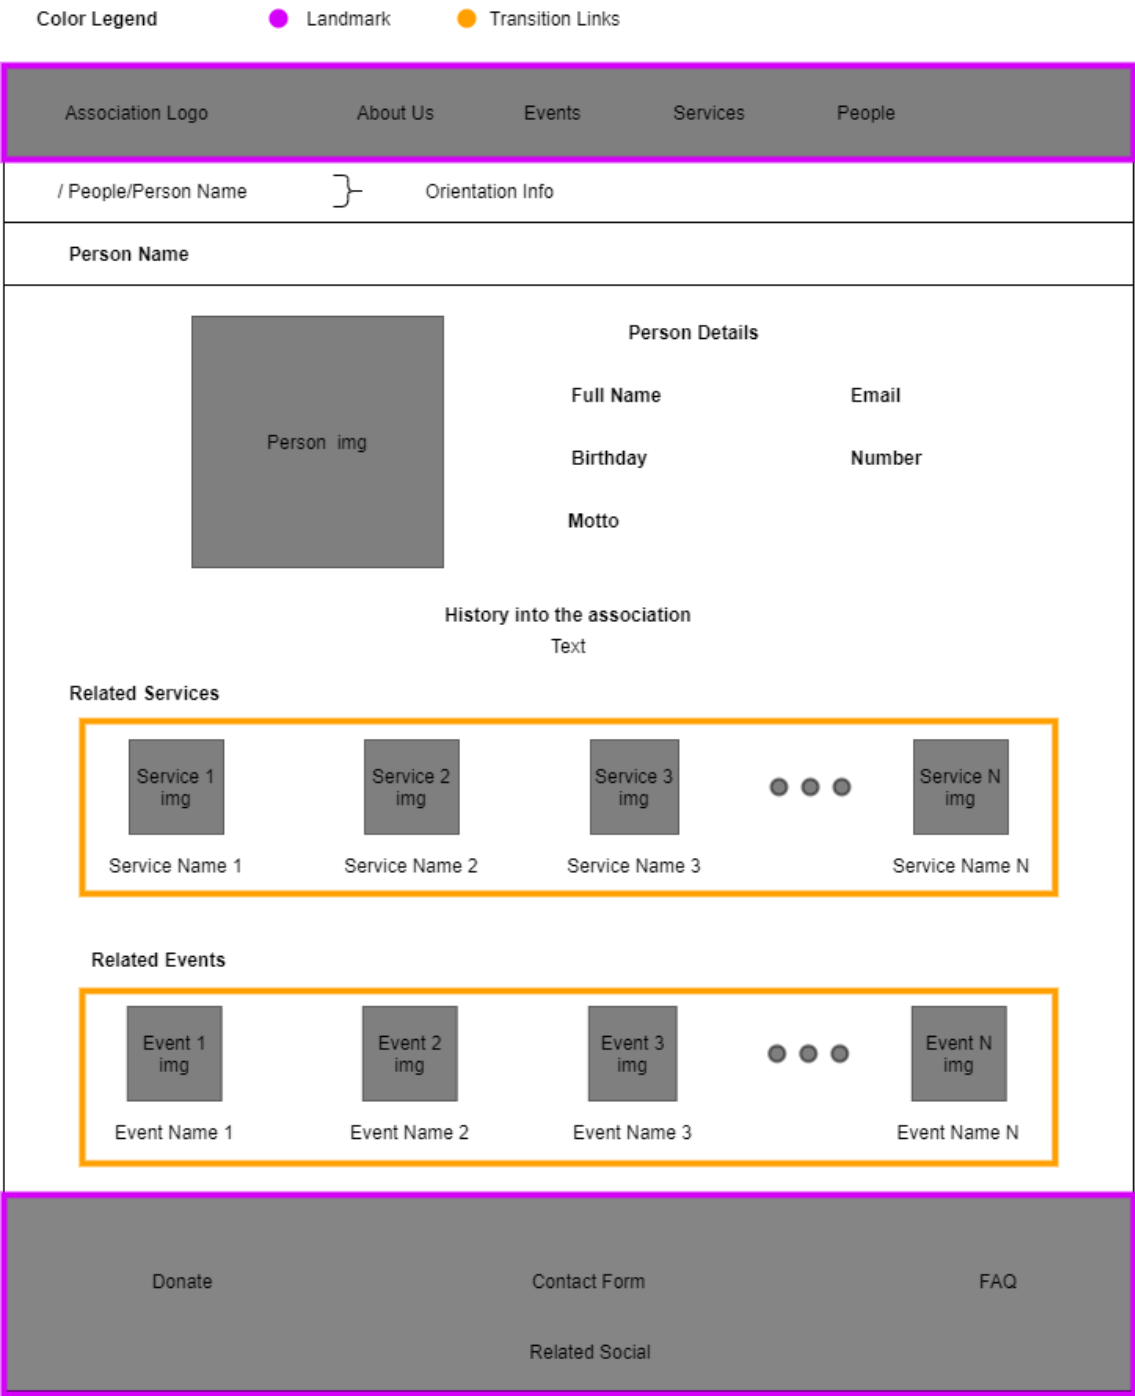 Color Legend Landmark Transition Links
Association Logo About Us Events Services People
/ People/Person Name Orientation Info
Person Name
Person img
Person Details
Full Name Email
Birthday Number
Motto
History into the association
Text
Related Services
Service 1 img
Service 2 img
Service 3 img
Service N img
Service Name 1 Service Name 2 Service Name 3 Service Name N
Related Events
Event 1 img
Event 2 img
Event 3 img
Event N img
Event Name 1 Event Name 2 Event Name 3 Event Name N
Donate Contact Form FAQ
Related Social